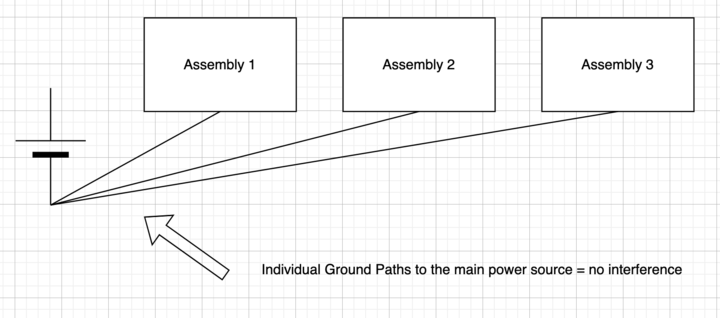 Assembly 1
Assembly 2
Assembly 3
Individual Ground Paths to the main power source = no interference